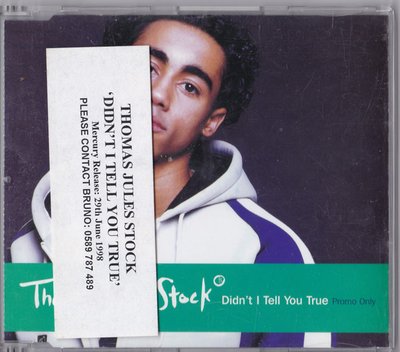 THOMAS JULES STOCK
‘DIDN’T I TELL YOU TRUE’
Mercury Release: 29th June 1998
PLEASE CONTACT BRUNO: 0589 787 489
Tho Stock Didn't I Tell You True Promo Only